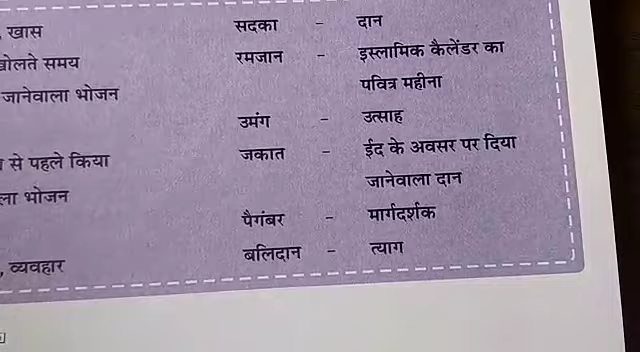 , खास
सदका - दान
खोलते समय
रमजान - इस्लामिक कैलेंडर का
जानेवाला भोजन
पवित्र महीना
उमंग - उत्साह
से पहले किया
जकात - ईद के अवसर पर दिया
ला भोजन
जानेवाला दान
पैगंबर - मार्गदर्शक
, व्यवहार
बलिदान - त्याग